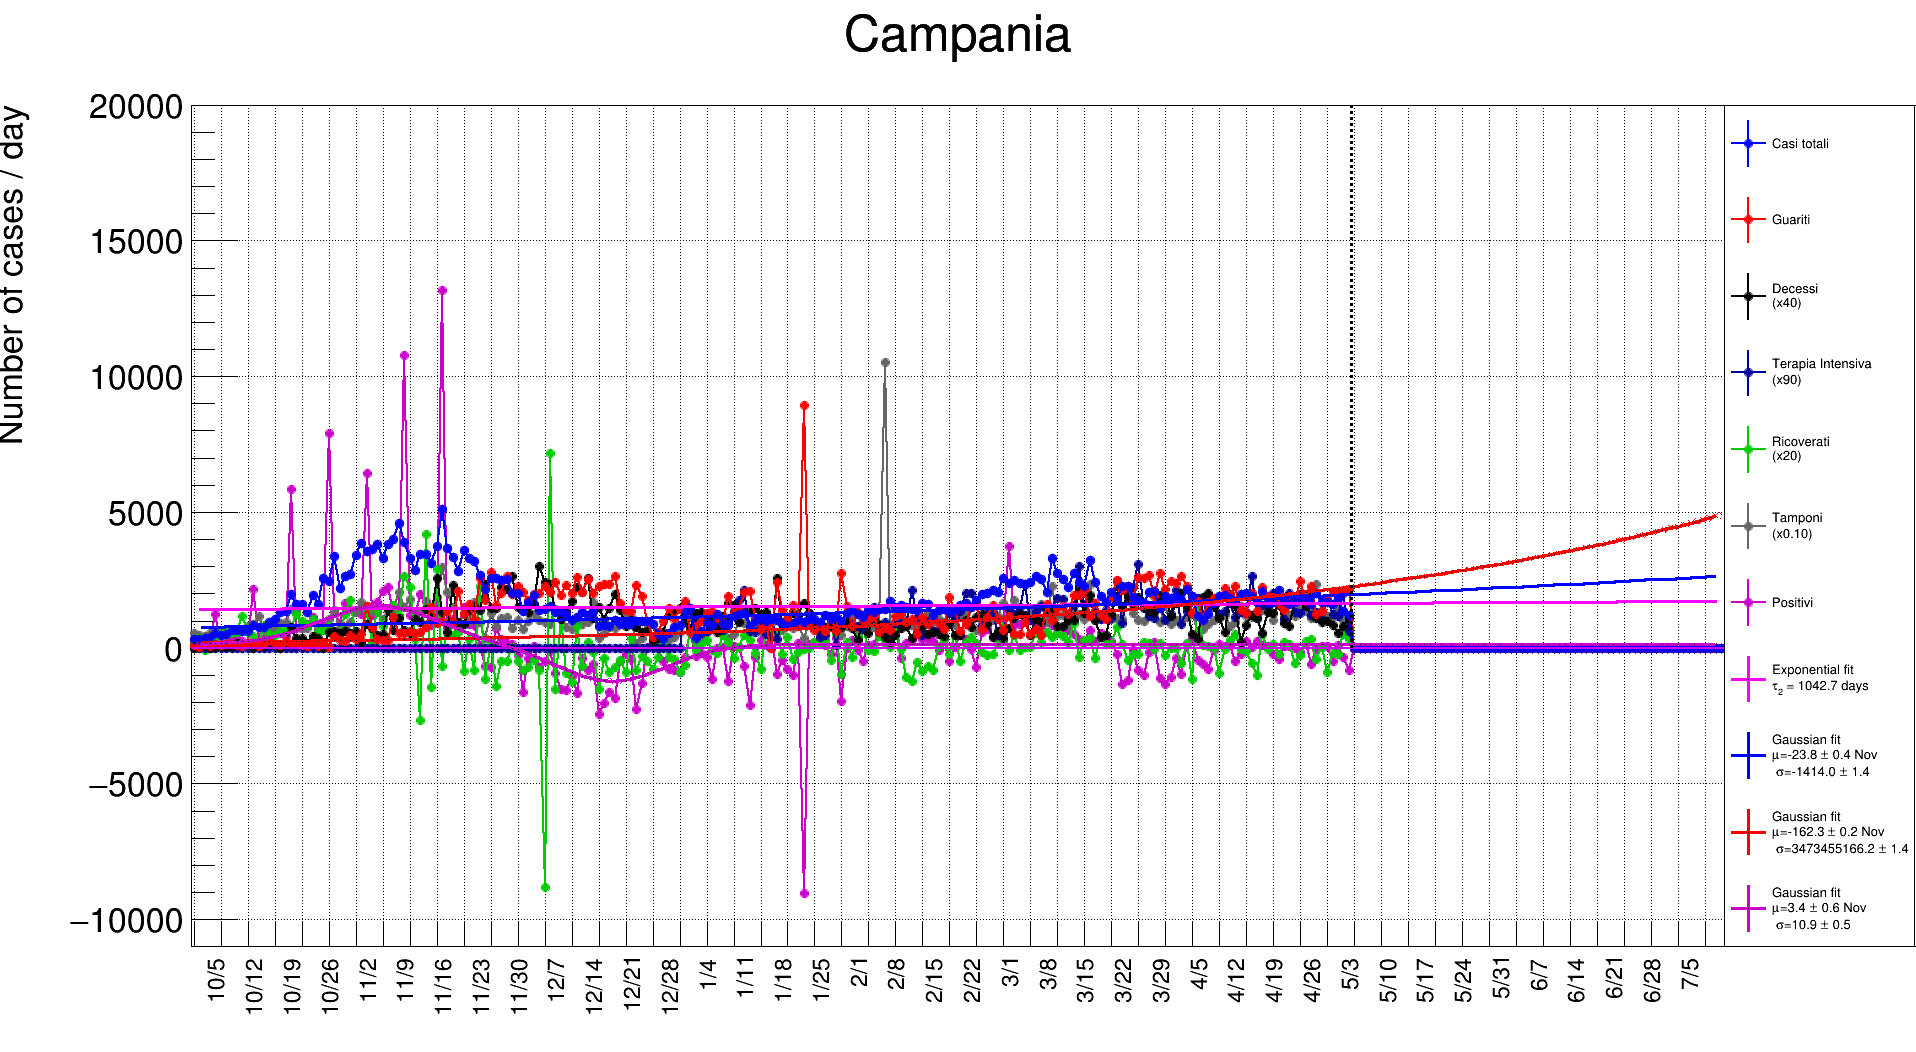 Campania
Number of cases / day
20000
15000
10000
5000
0
−5000
−10000
10/5
10/12
10/19
10/26
11/2
11/9
11/16
11/23
11/30
12/7
12/14
12/21
12/28
1/4
1/11
1/18
1/25
2/1
2/8
2/15
2/22
3/1
3/8
3/15
3/22
3/29
4/5
4/12
4/19
4/26
5/3
5/10
5/17
5/24
5/31
6/7
6/14
6/21
6/28
7/5
Casi totali
Guariti
Decessi
(x40)
Terapia Intensiva
(x90)
Ricoverati
(x20)
Tamponi
(x0.10)
Positivi
Exponential fit
τ2 = 1042.7 days
Gaussian fit
μ=-23.8 ± 0.4 Nov
σ=-1414.0 ± 1.4
Gaussian fit
μ=-162.3 ± 0.2 Nov
σ=3473455166.2 ± 1.4
Gaussian fit
μ=3.4 ± 0.6 Nov
σ=10.9 ± 0.5